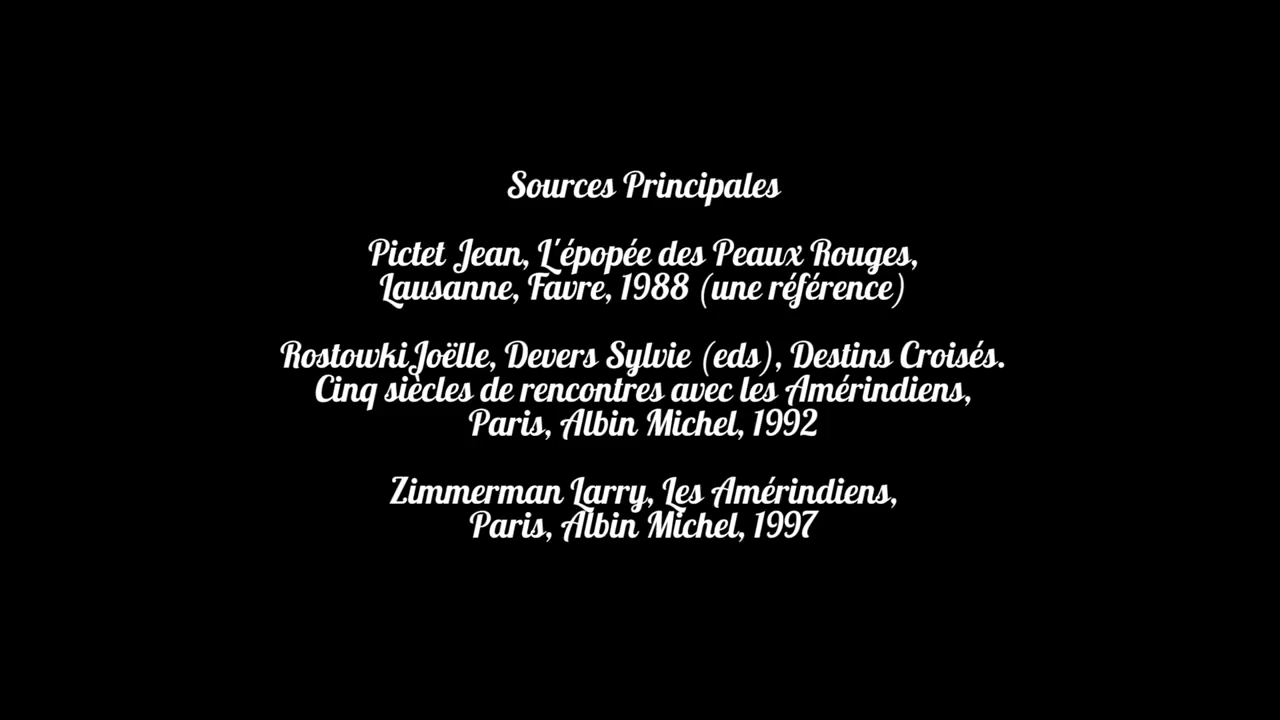 Sources Principales
Pictet Jean, L'épopée des Peaux Rouges,
Lausanne, Favre, 1988 (une référence)
Rostowki Joëlle, Devers Sylvie (eds), Destins Croisés.
Cinq siècles de rencontres avec les Amérindiens,
Paris, Albin Michel, 1992
Zimmerman Larry, Les Amérindiens,
Paris, Albin Michel, 1997